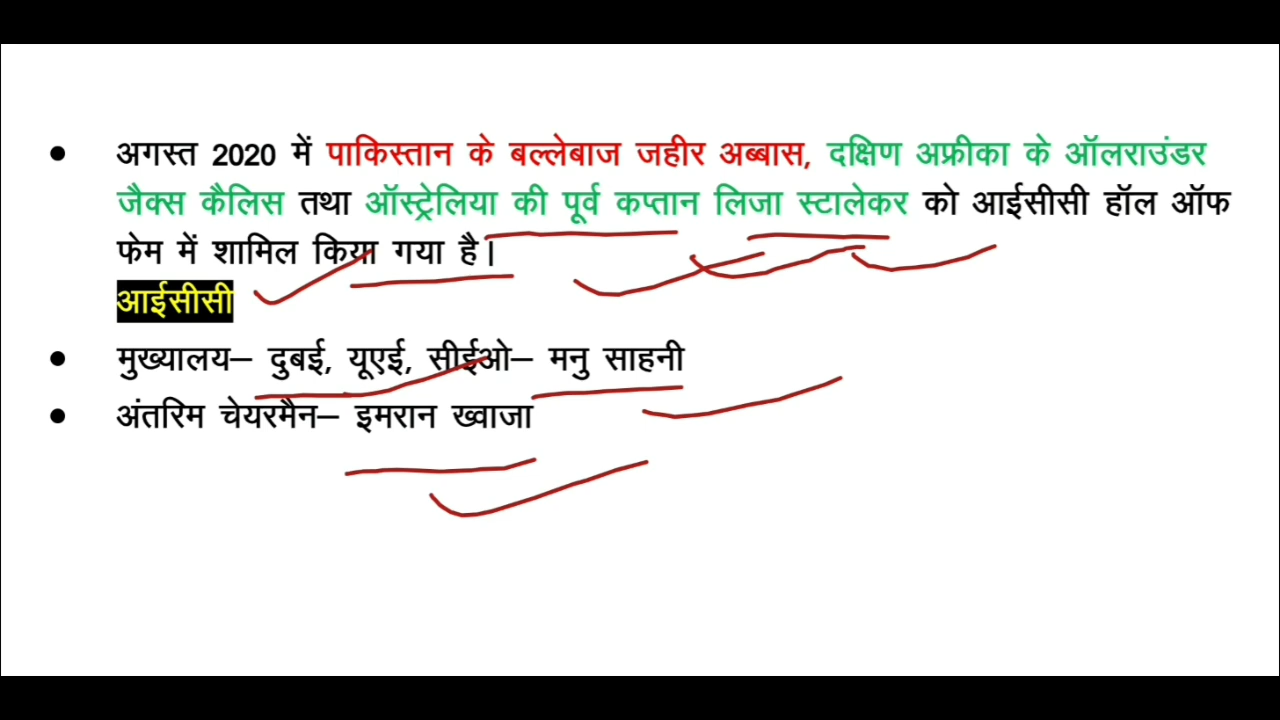 • अगस्त 2020 में पाकिस्तान के बल्लेबाज जहीर अब्बास, दक्षिण अफ्रीका के ऑलराउंडर
जैक्स कैलिस तथा ऑस्ट्रेलिया की पूर्व कप्तान लिजा स्टालेकर को आईसीसी हॉल ऑफ
फेम में शामिल किया गया है।
आईसीसी
• मुख्यालय– दुबई, यूएई, सीईओ– मनु साहनी
• अंतरिम चेयरमैन– इमरान ख्वाजा